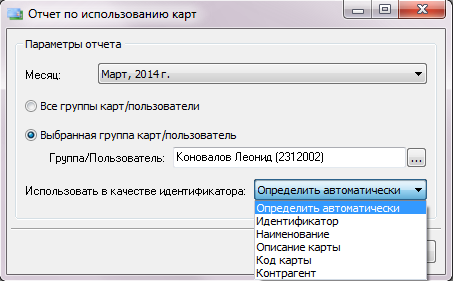 Отчет по использованию карт
Параметры отчета
Месяц: Март, 2014 г.
Все группы карт/пользователи
Выбранная группа карт/пользователь
Группа/Пользователь: Коновалов Леонид (2312002) ...
Использовать в качестве идентификатора: Определить автоматически
Определить автоматически
Идентификатор
Наименование
Описание карты
Код карты
Контрагент